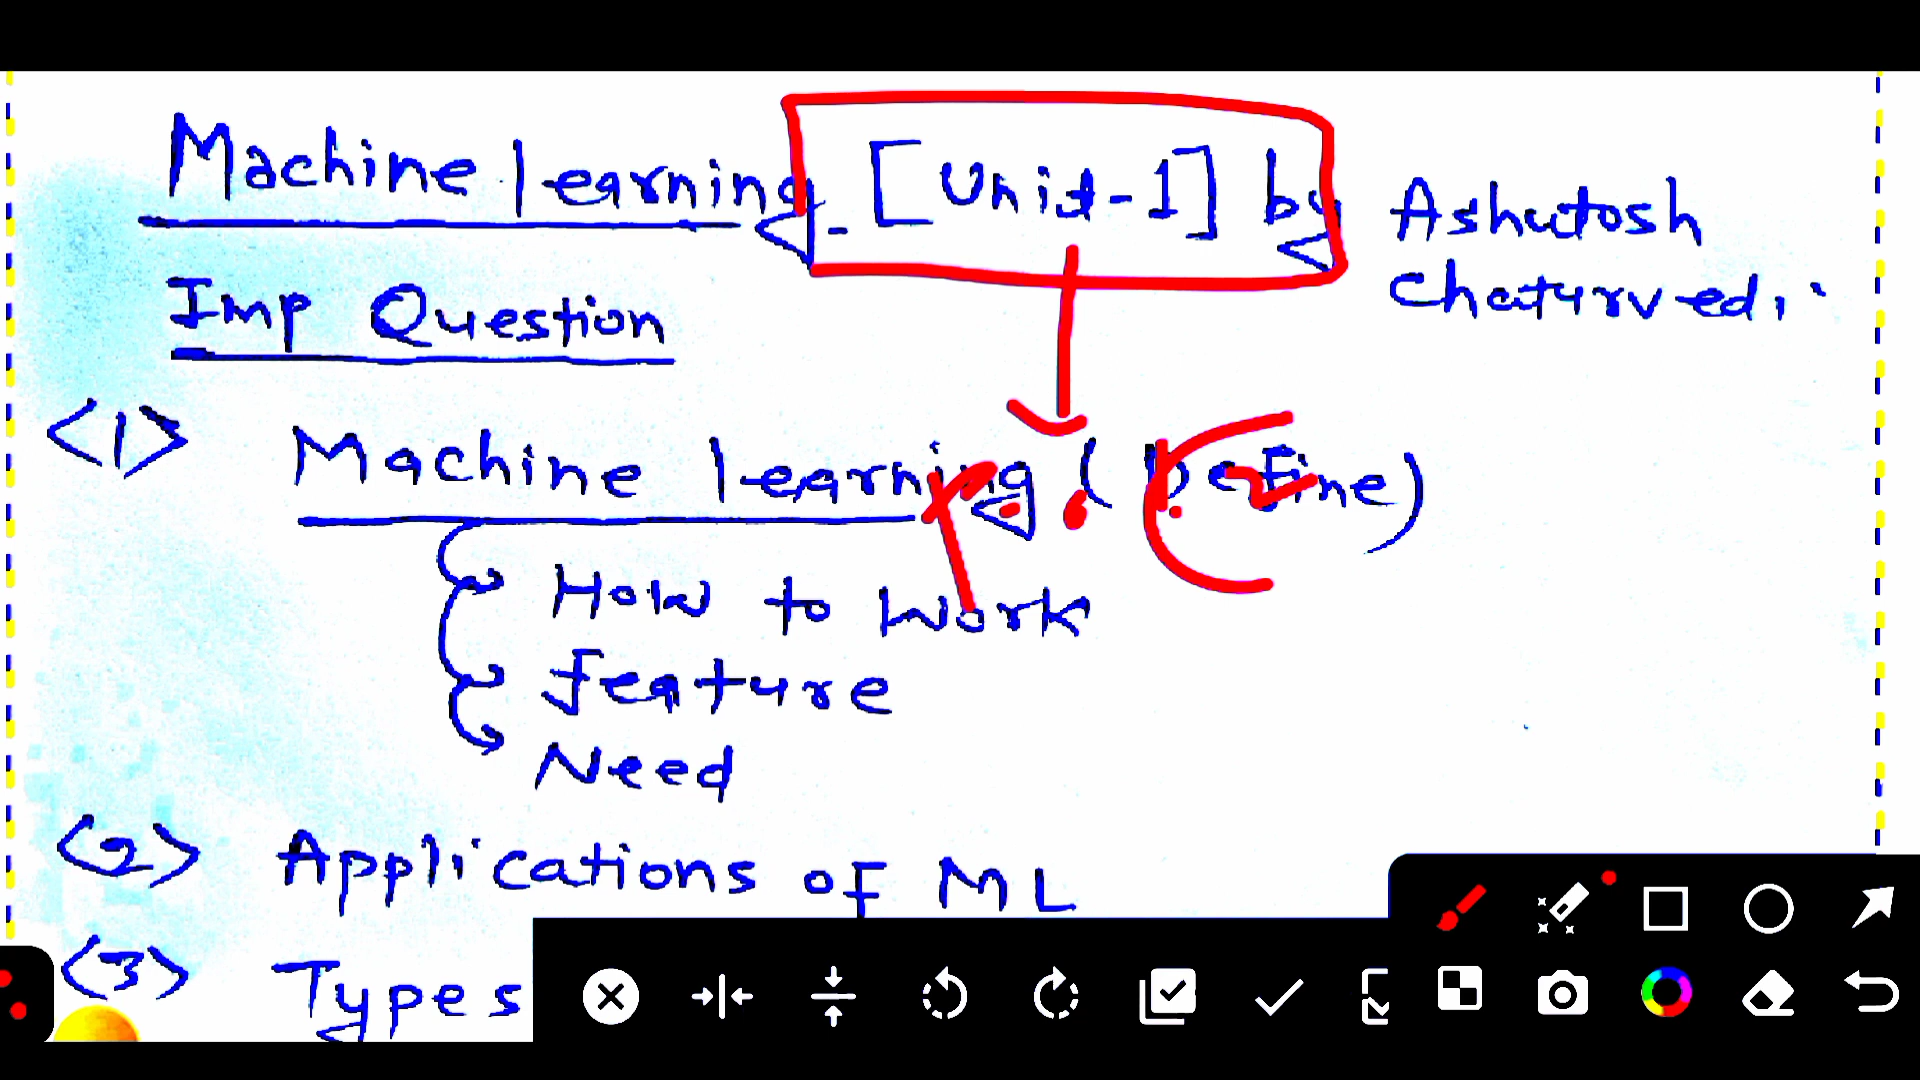 Machine learning - [Unit-1] by Ashutosh Chaturvedi
Imp Question
<1> Machine learning (Define)
How to Work
Feature
Need
<2> Applications of ML
<3> Types